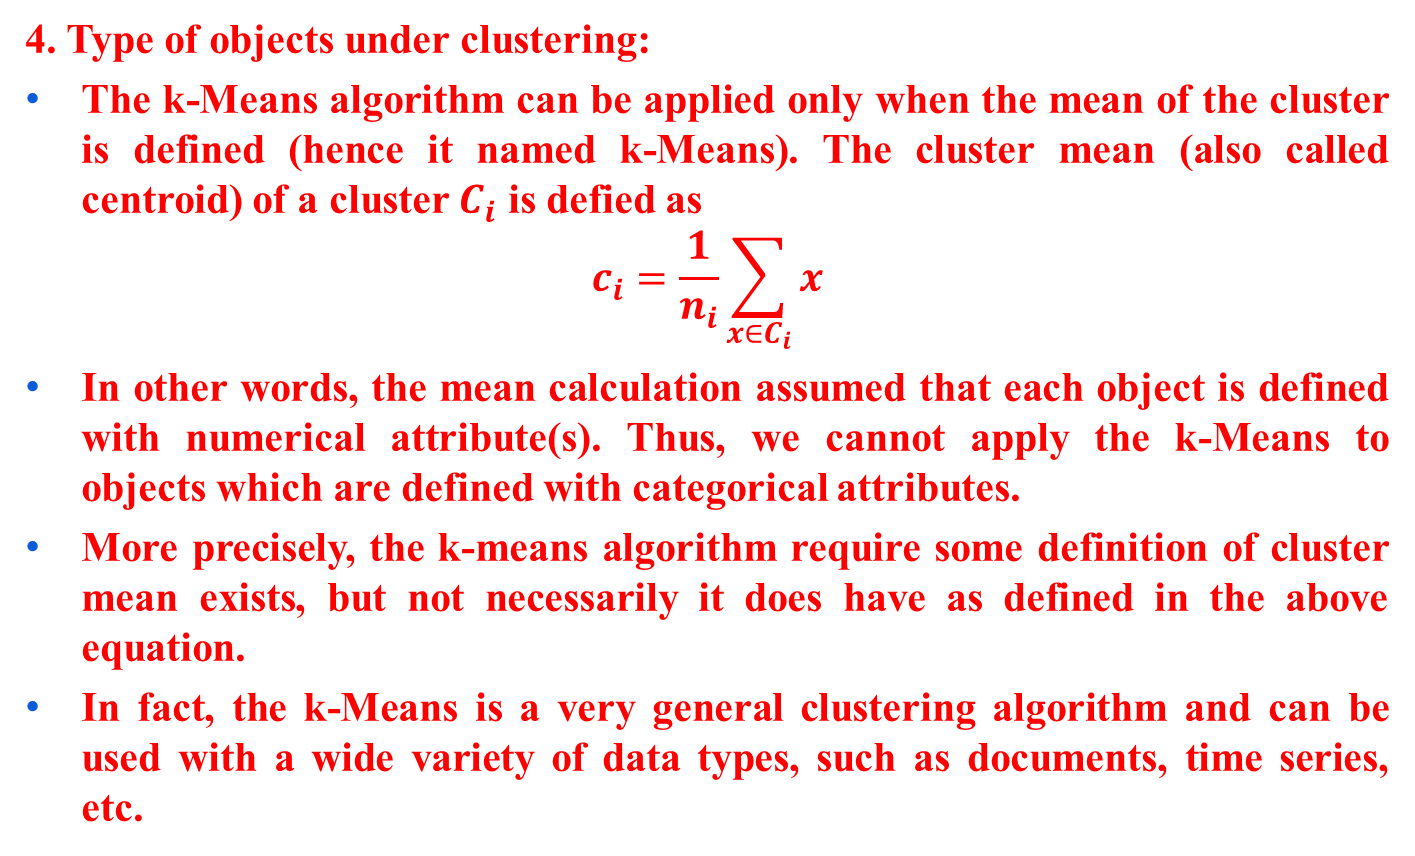 4. Type of objects under clustering:
• The k-Means algorithm can be applied only when the mean of the cluster
is defined (hence it named k-Means). The cluster mean (also called
centroid) of a cluster 𝑪𝒊 is defied as
𝒄𝒊 = 𝟏/𝒏𝒊 ∑𝒙∈𝑪𝒊 𝒙
• In other words, the mean calculation assumed that each object is defined
with numerical attribute(s). Thus, we cannot apply the k-Means to
objects which are defined with categorical attributes.
• More precisely, the k-means algorithm require some definition of cluster
mean exists, but not necessarily it does have as defined in the above
equation.
• In fact, the k-Means is a very general clustering algorithm and can be
used with a wide variety of data types, such as documents, time series,
etc.